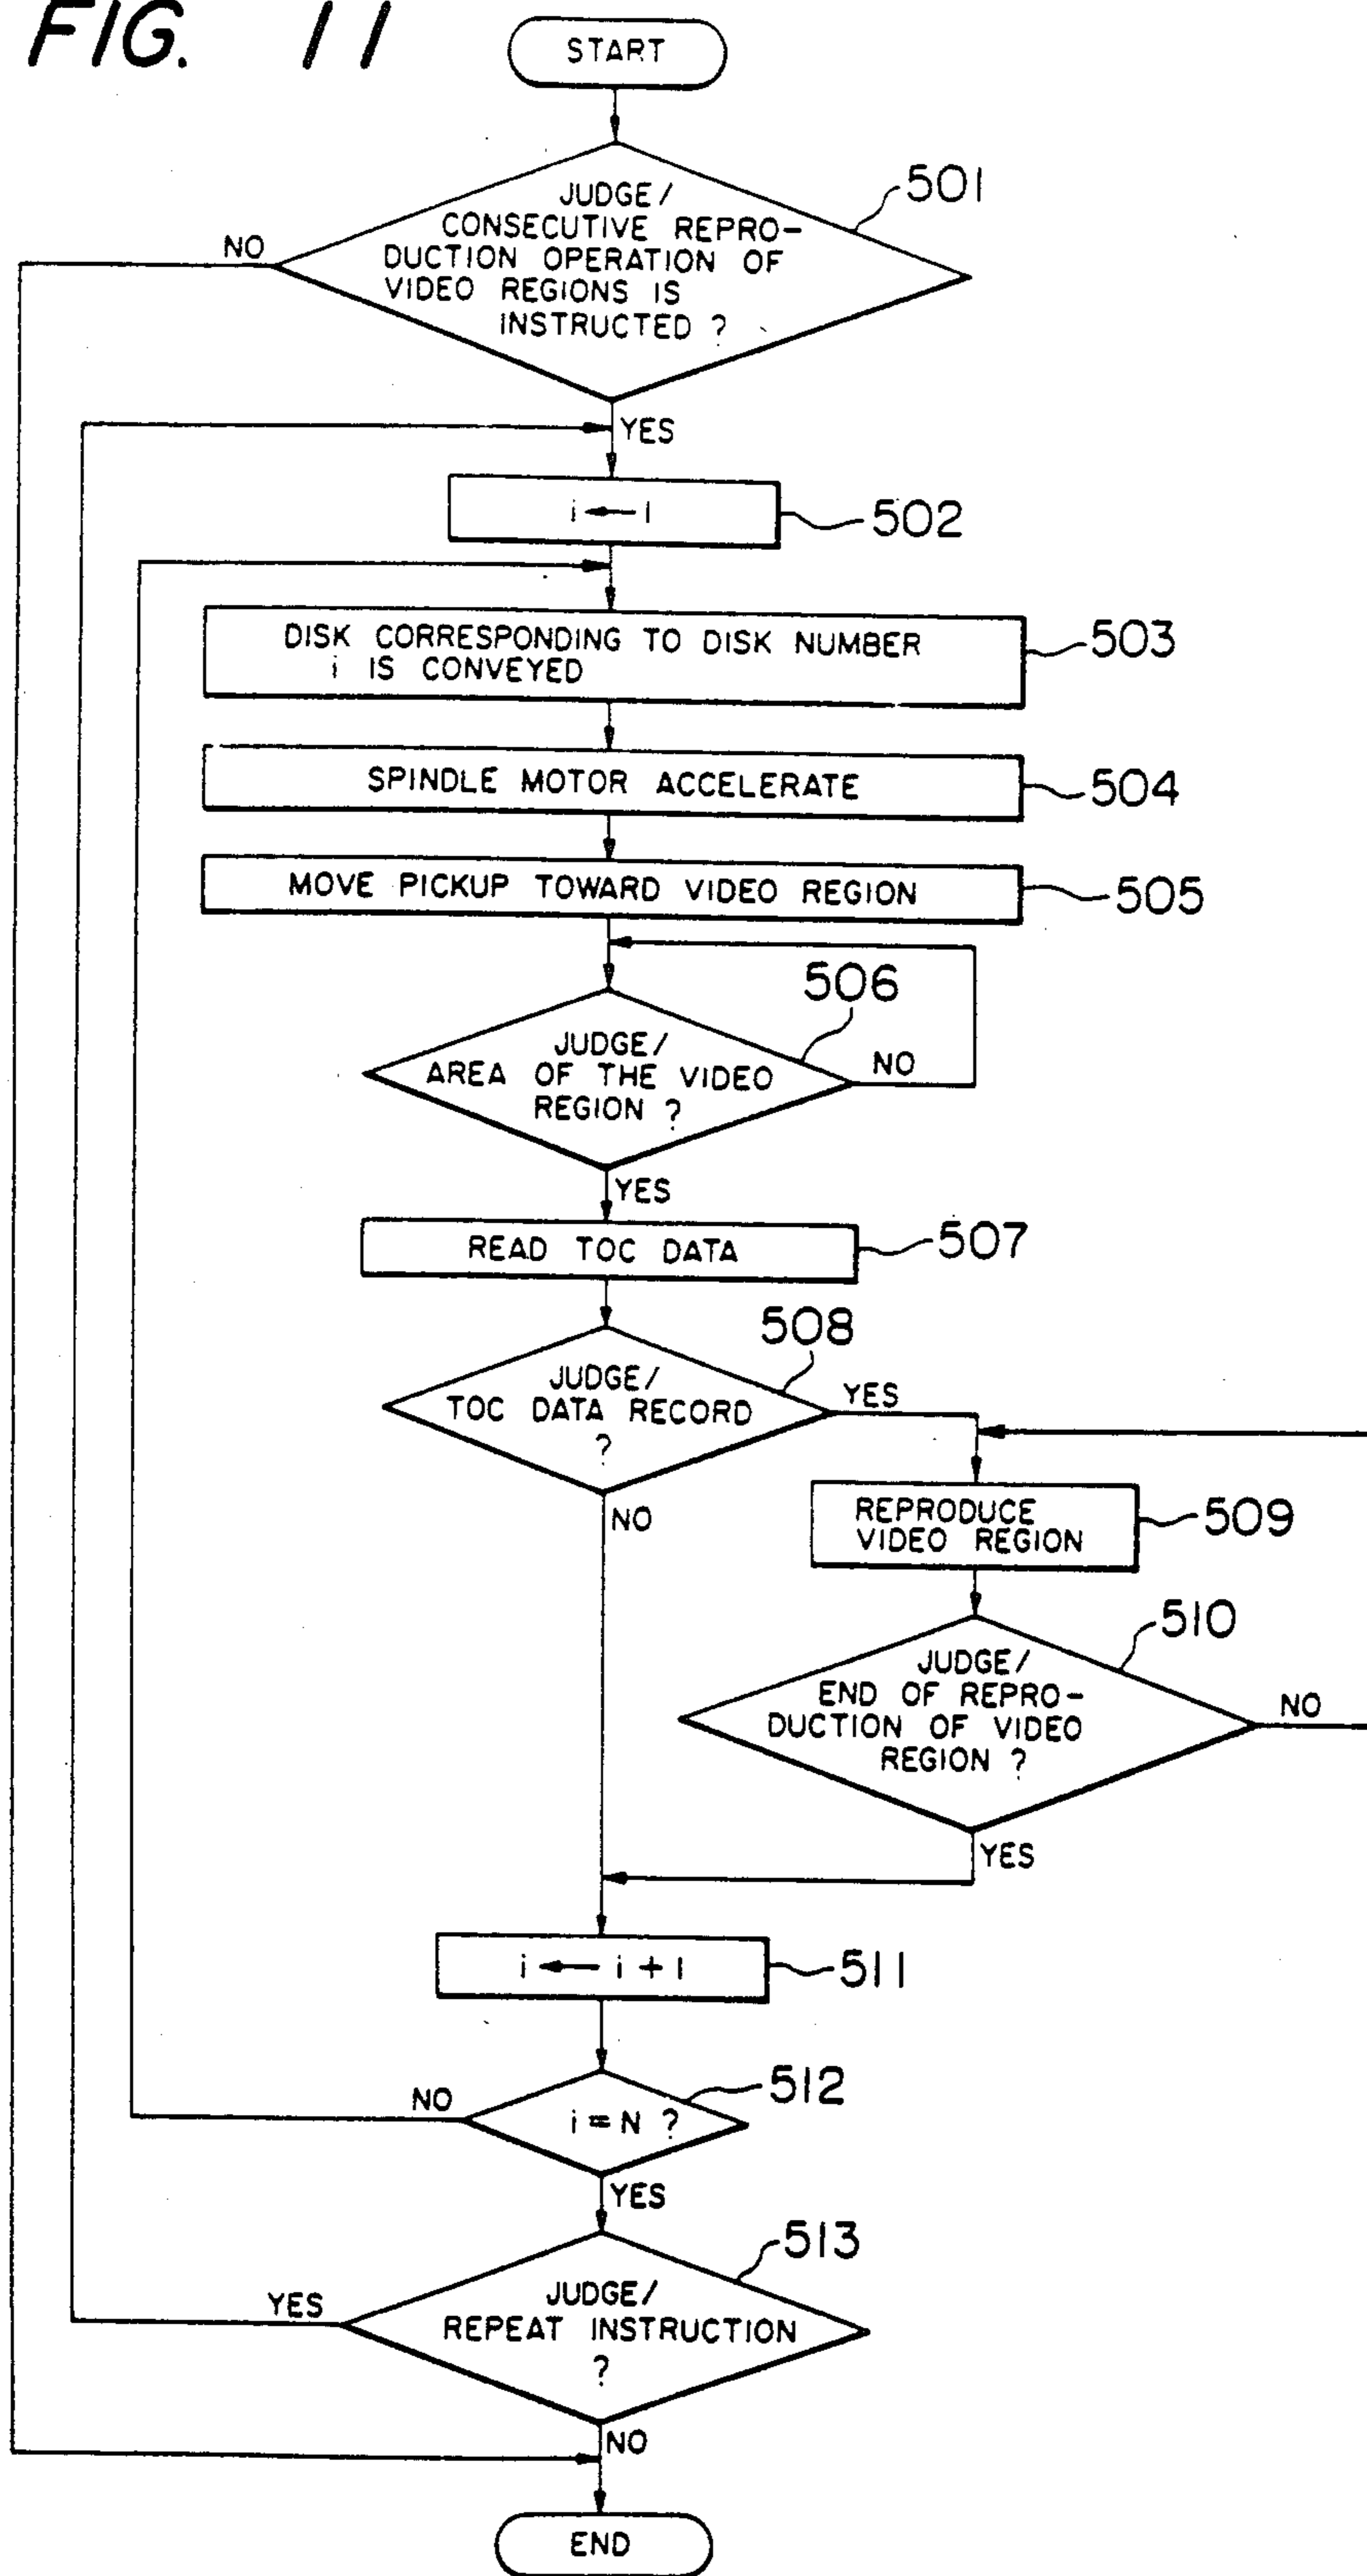 FIG. 11
START
JUDGE/
CONSECUTIVE REPRO-
DUCTION OPERATION OF
VIDEO REGIONS IS
INSTRUCTED ?
501
NO
YES
i ← 1
502
DISK CORRESPONDING TO DISK NUMBER
i IS CONVEYED
503
SPINDLE MOTOR ACCELERATE
504
MOVE PICKUP TOWARD VIDEO REGION
505
506
JUDGE/
AREA OF THE VIDEO
REGION ?
NO
YES
READ TOC DATA
507
508
JUDGE/
TOC DATA RECORD
?
YES
NO
REPRODUCE
VIDEO REGION
509
510
JUDGE/
END OF REPRO-
DUCTION OF VIDEO
REGION ?
NO
YES
i ← i + 1
511
512
NO
i = N ?
YES
513
YES
JUDGE/
REPEAT INSTRUCTION
?
NO
END